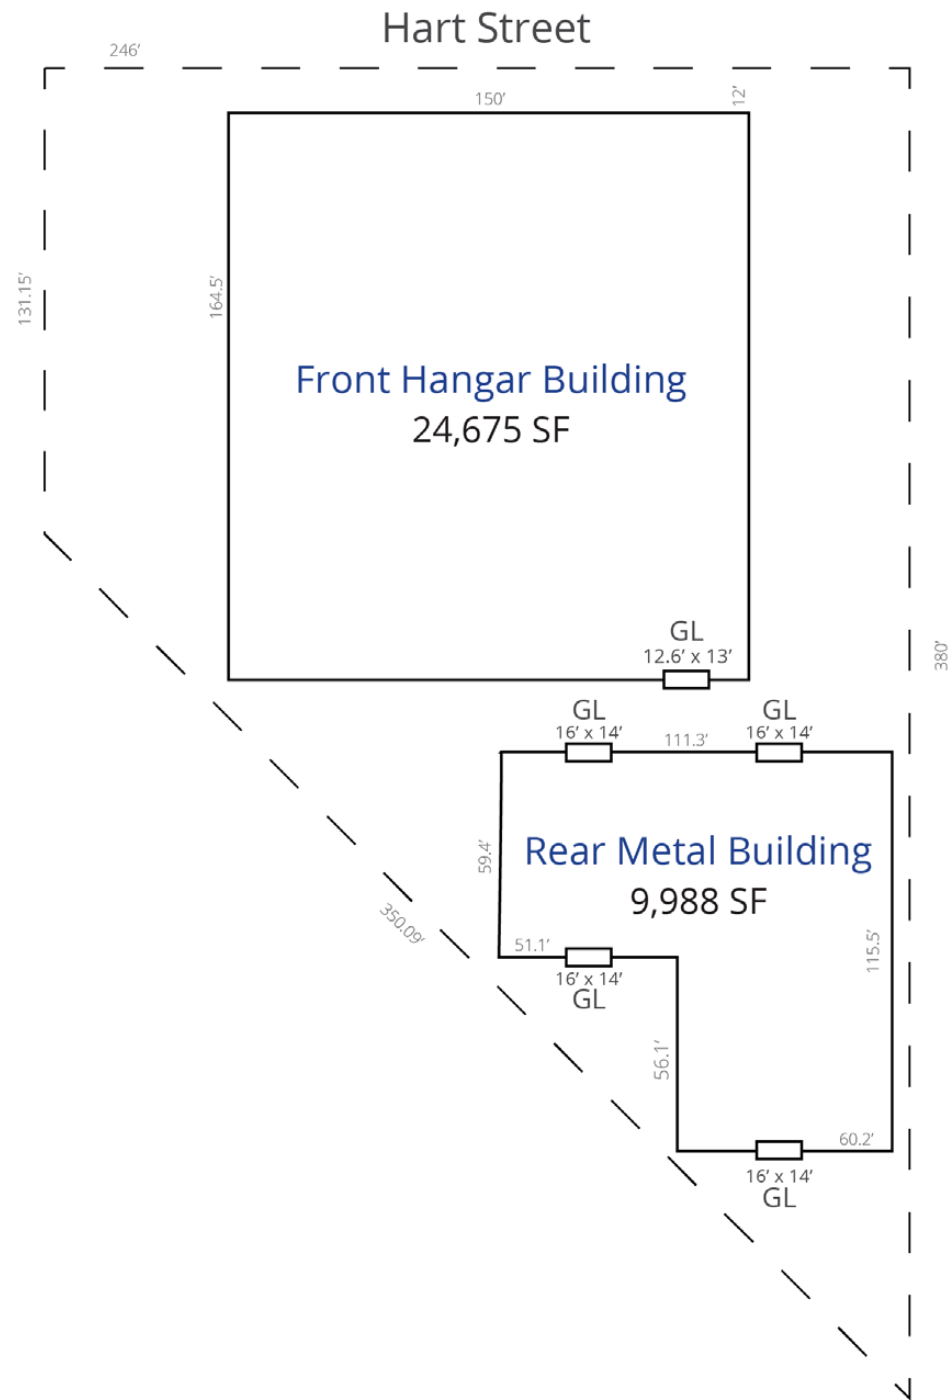 Hart Street
246’
150’
12’
131.15’
164.5’
Front Hangar Building
24,675 SF
GL
12.6’ x 13’
380’
GL
16’ x 14’
111.3’
GL
16’ x 14’
59.4’
Rear Metal Building
9,988 SF
350.09’
51.1’
16’ x 14’
GL
115.5’
56.1’
60.2’
16’ x 14’
GL